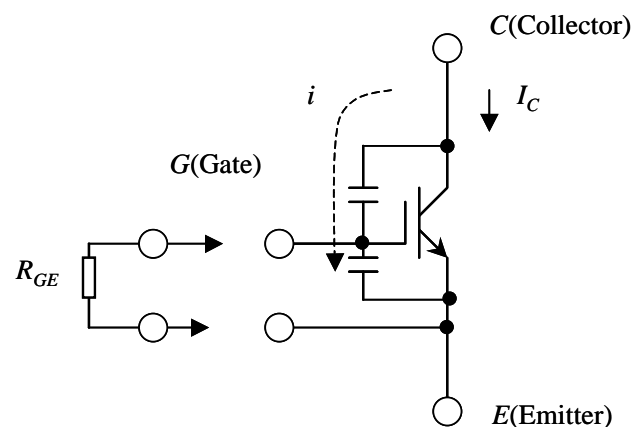 C(Collector)
i
I_C
G(Gate)
R_GE
E(Emitter)